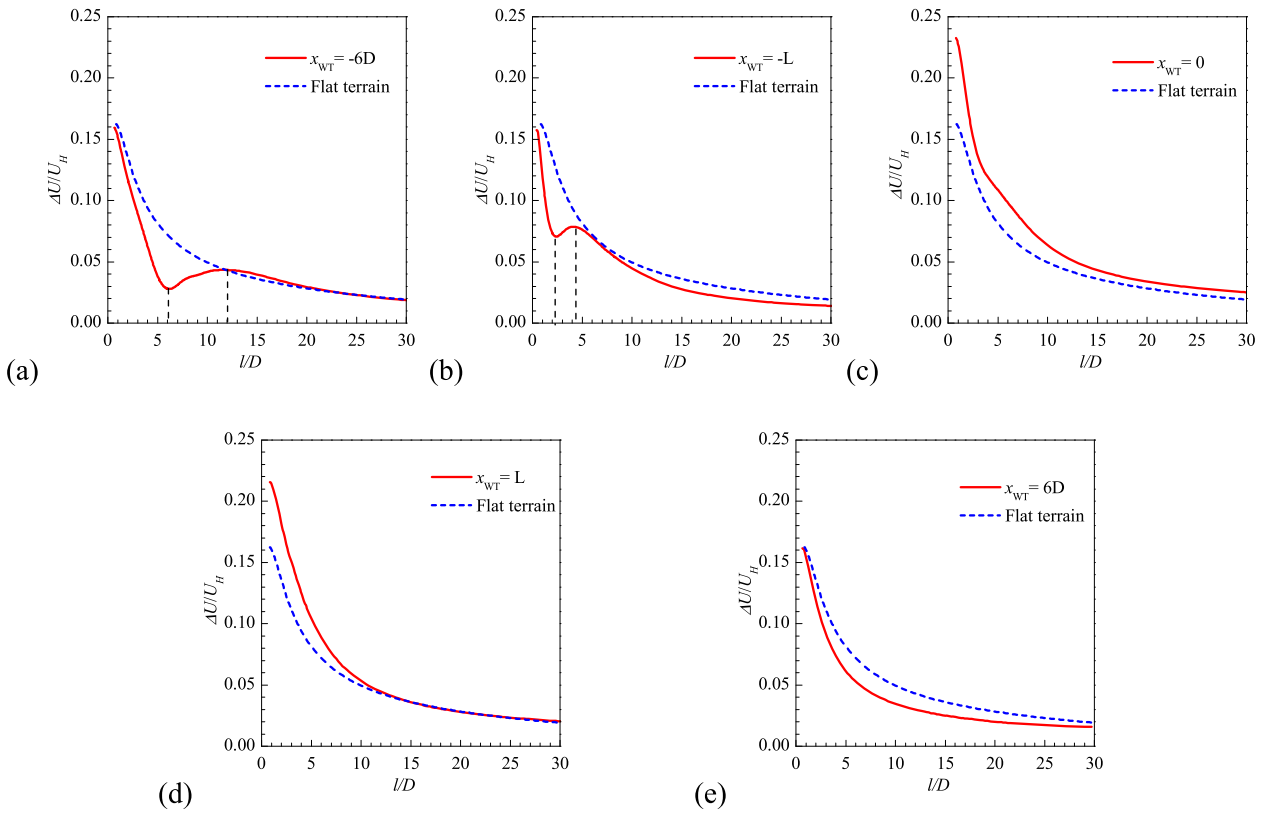 0.25
0.20
0.15
0.10
0.05
0.00
ΔU/U_H
x_WT= -6D
Flat terrain
0 5 10 15 20 25 30
l/D
(a)
0.25
0.20
0.15
0.10
0.05
0.00
ΔU/U_H
x_WT= -L
Flat terrain
0 5 10 15 20 25 30
l/D
(b)
0.25
0.20
0.15
0.10
0.05
0.00
ΔU/U_H
x_WT= 0
Flat terrain
0 5 10 15 20 25 30
l/D
(c)
0.25
0.20
0.15
0.10
0.05
0.00
ΔU/U_H
x_WT= L
Flat terrain
0 5 10 15 20 25 30
l/D
(d)
0.25
0.20
0.15
0.10
0.05
0.00
ΔU/U_H
x_WT= 6D
Flat terrain
0 5 10 15 20 25 30
l/D
(e)